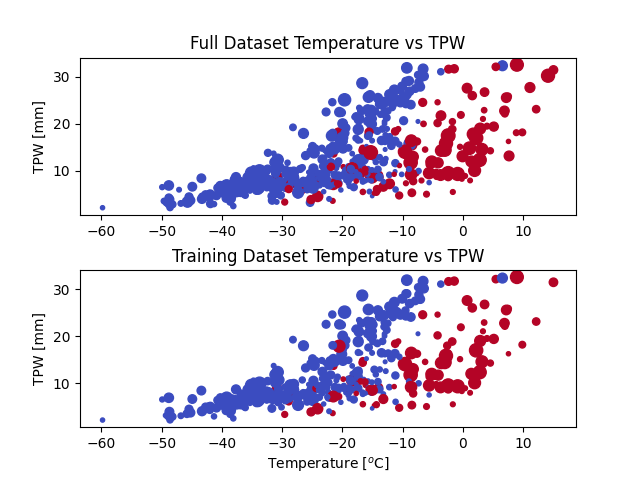 Full Dataset Temperature vs TPW
TPW [mm]
30
20
10
−60 −50 −40 −30 −20 −10 0 10
Training Dataset Temperature vs TPW
TPW [mm]
30
20
10
−60 −50 −40 −30 −20 −10 0 10
Temperature [°C]